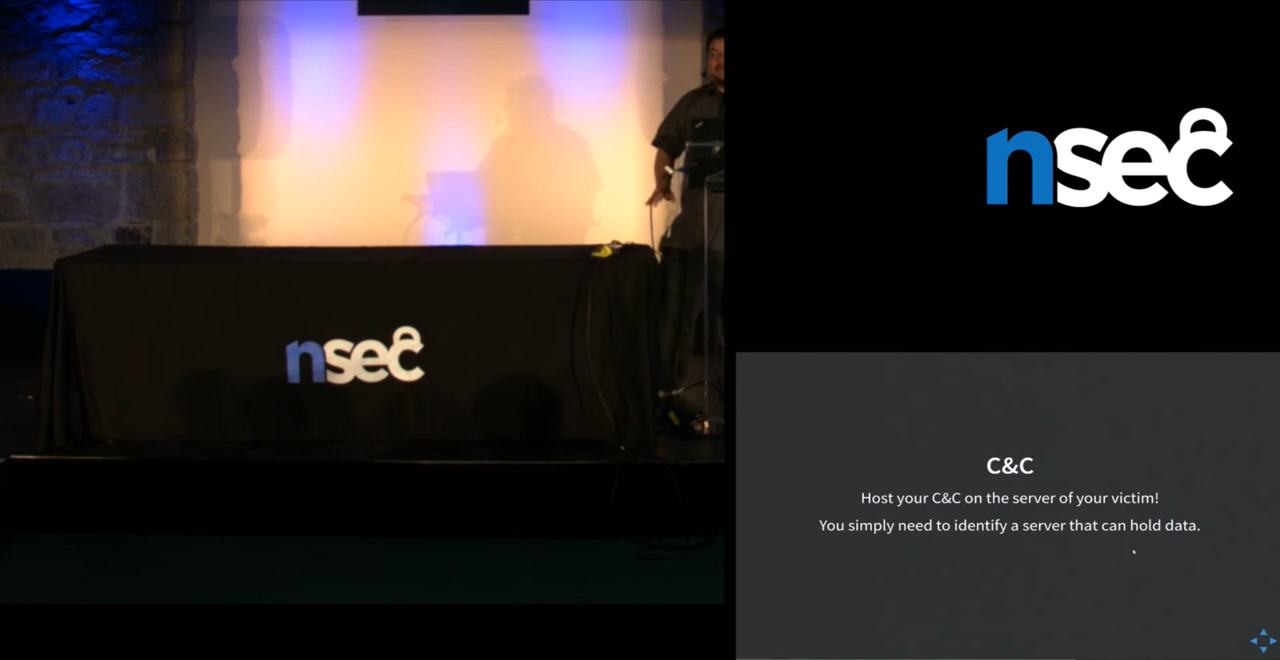 nsec
nsec
C&C
Host your C&C on the server of your victim!
You simply need to identify a server that can hold data.